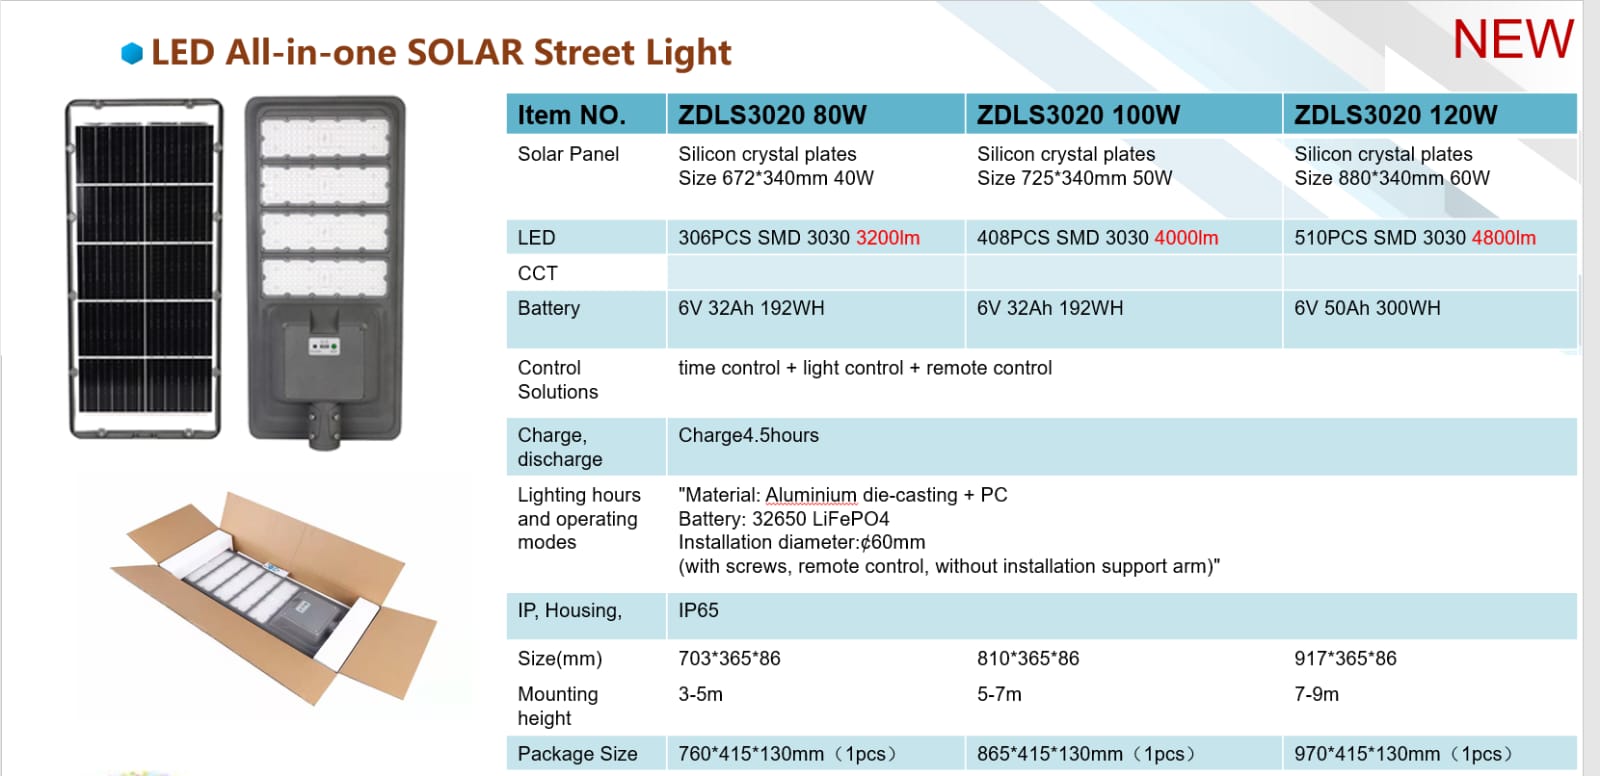 LED All-in-one SOLAR Street Light
NEW
Item NO. ZDLS3020 80W ZDLS3020 100W ZDLS3020 120W
Solar Panel Silicon crystal plates Silicon crystal plates Silicon crystal plates
Size 672*340mm 40W Size 725*340mm 50W Size 880*340mm 60W
LED 306PCS SMD 3030 3200lm 408PCS SMD 3030 4000lm 510PCS SMD 3030 4800lm
CCT
Battery 6V 32Ah 192WH 6V 32Ah 192WH 6V 50Ah 300WH
Control time control + light control + remote control
Solutions
Charge, Charge4.5hours
discharge
Lighting hours "Material: Aluminium die-casting + PC
and operating Battery: 32650 LiFePO4
modes Installation diameter:¢60mm
(with screws, remote control, without installation support arm)"
IP, Housing, IP65
Size(mm) 703*365*86 810*365*86 917*365*86
Mounting 3-5m 5-7m 7-9m
height
Package Size 760*415*130mm（1pcs） 865*415*130mm（1pcs） 970*415*130mm（1pcs）